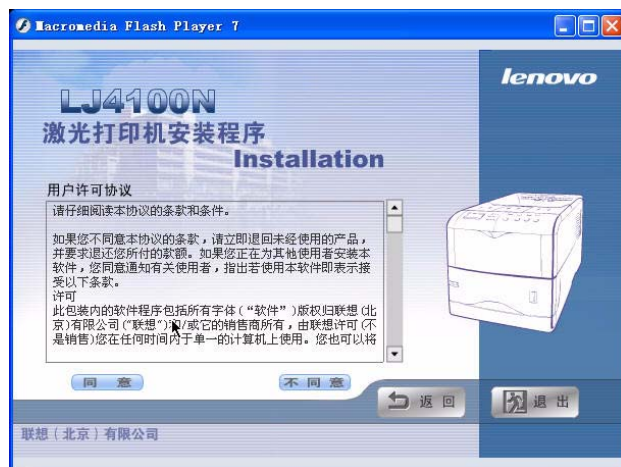 Macromedia Flash Player 7
lenovo
LJ4100N
激光打印机安装程序
Installation
用户许可协议
请仔细阅读本协议的条款和条件。
如果您不同意本协议的条款，请立即退回未经使用的产品，
并要求退还您所付的款额。如果您正在为其他使用者安装本
软件，您同意通知有关使用者，指出若使用本软件即表示接
受以下条款。
许可
此包装内的软件程序包括所有字体(“软件”)版权归联想(北
京)有限公司(“联想”)和/或它的销售商所有，由联想许可(不
是销售)您在任何时间内于单一的计算机上使用。您也可以将
同 意
不 同 意
返 回
退 出
联想(北京)有限公司